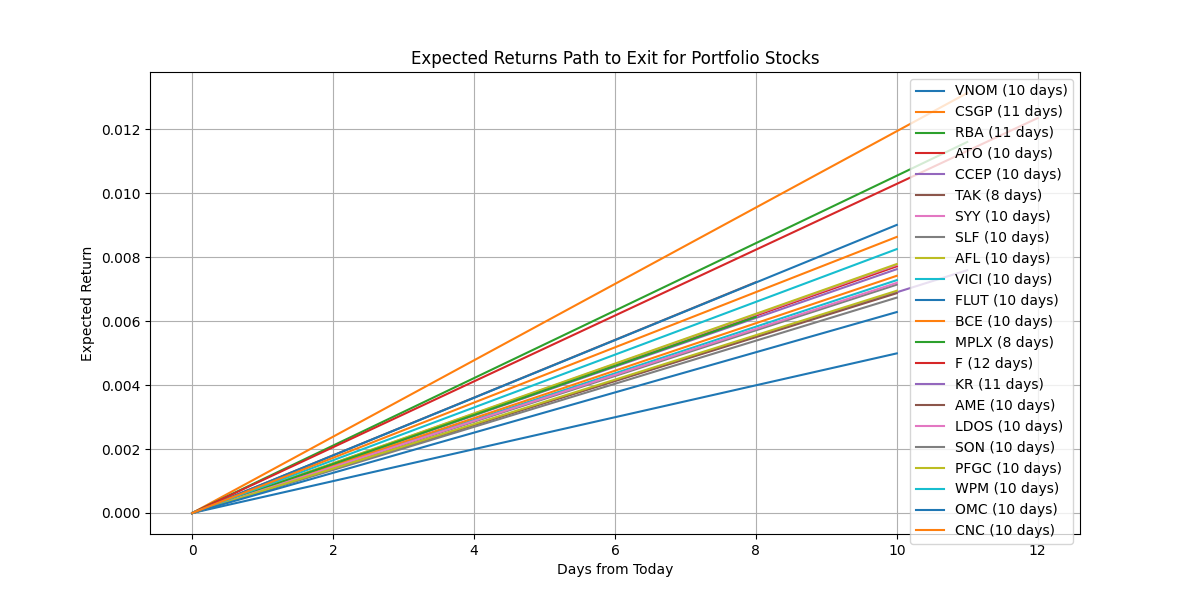 Expected Returns Path to Exit for Portfolio Stocks
Expected Return
0.012
0.010
0.008
0.006
0.004
0.002
0.000
VNOM (10 days)
CSGP (11 days)
RBA (11 days)
ATO (10 days)
CCEP (10 days)
TAK (8 days)
SYY (10 days)
SLF (10 days)
AFL (10 days)
VICI (10 days)
FLUT (10 days)
BCE (10 days)
MPLX (8 days)
F (12 days)
KR (11 days)
AME (10 days)
LDOS (10 days)
SON (10 days)
PFGC (10 days)
WPM (10 days)
OMC (10 days)
CNC (10 days)
0 2 4 6 8 10 12
Days from Today